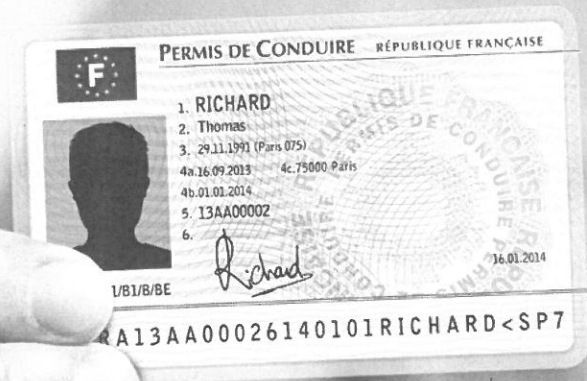 F
PERMIS DE CONDUIRE RÉPUBLIQUE FRANÇAISE
1. RICHARD
2. Thomas
3. 29.11.1991 (Paris 075)
4a.16.09.2013 4c.75000 Paris
4b.01.01.2014
5. 13AA00002
6.
Richard
16.01.2014
1/B1/B/BE
RA13AA00026140101RICHARD<SP7